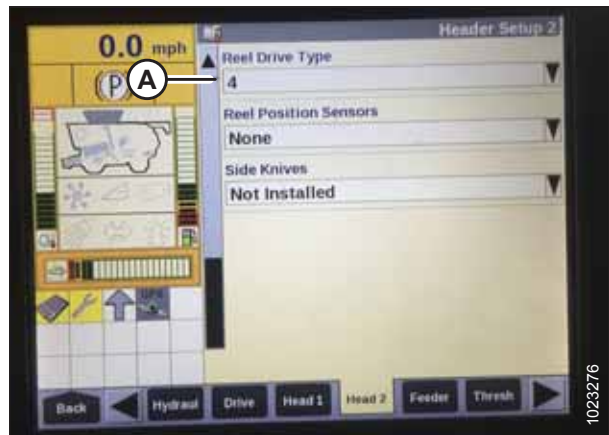 0.0 mph
Header Setup 2
(P)
A
Reel Drive Type
4
Reel Position Sensors
None
Side Knives
Not Installed
GPS
Back
Hydraul
Drive
Head 1
Head 2
Feeder
Thresh
1023276